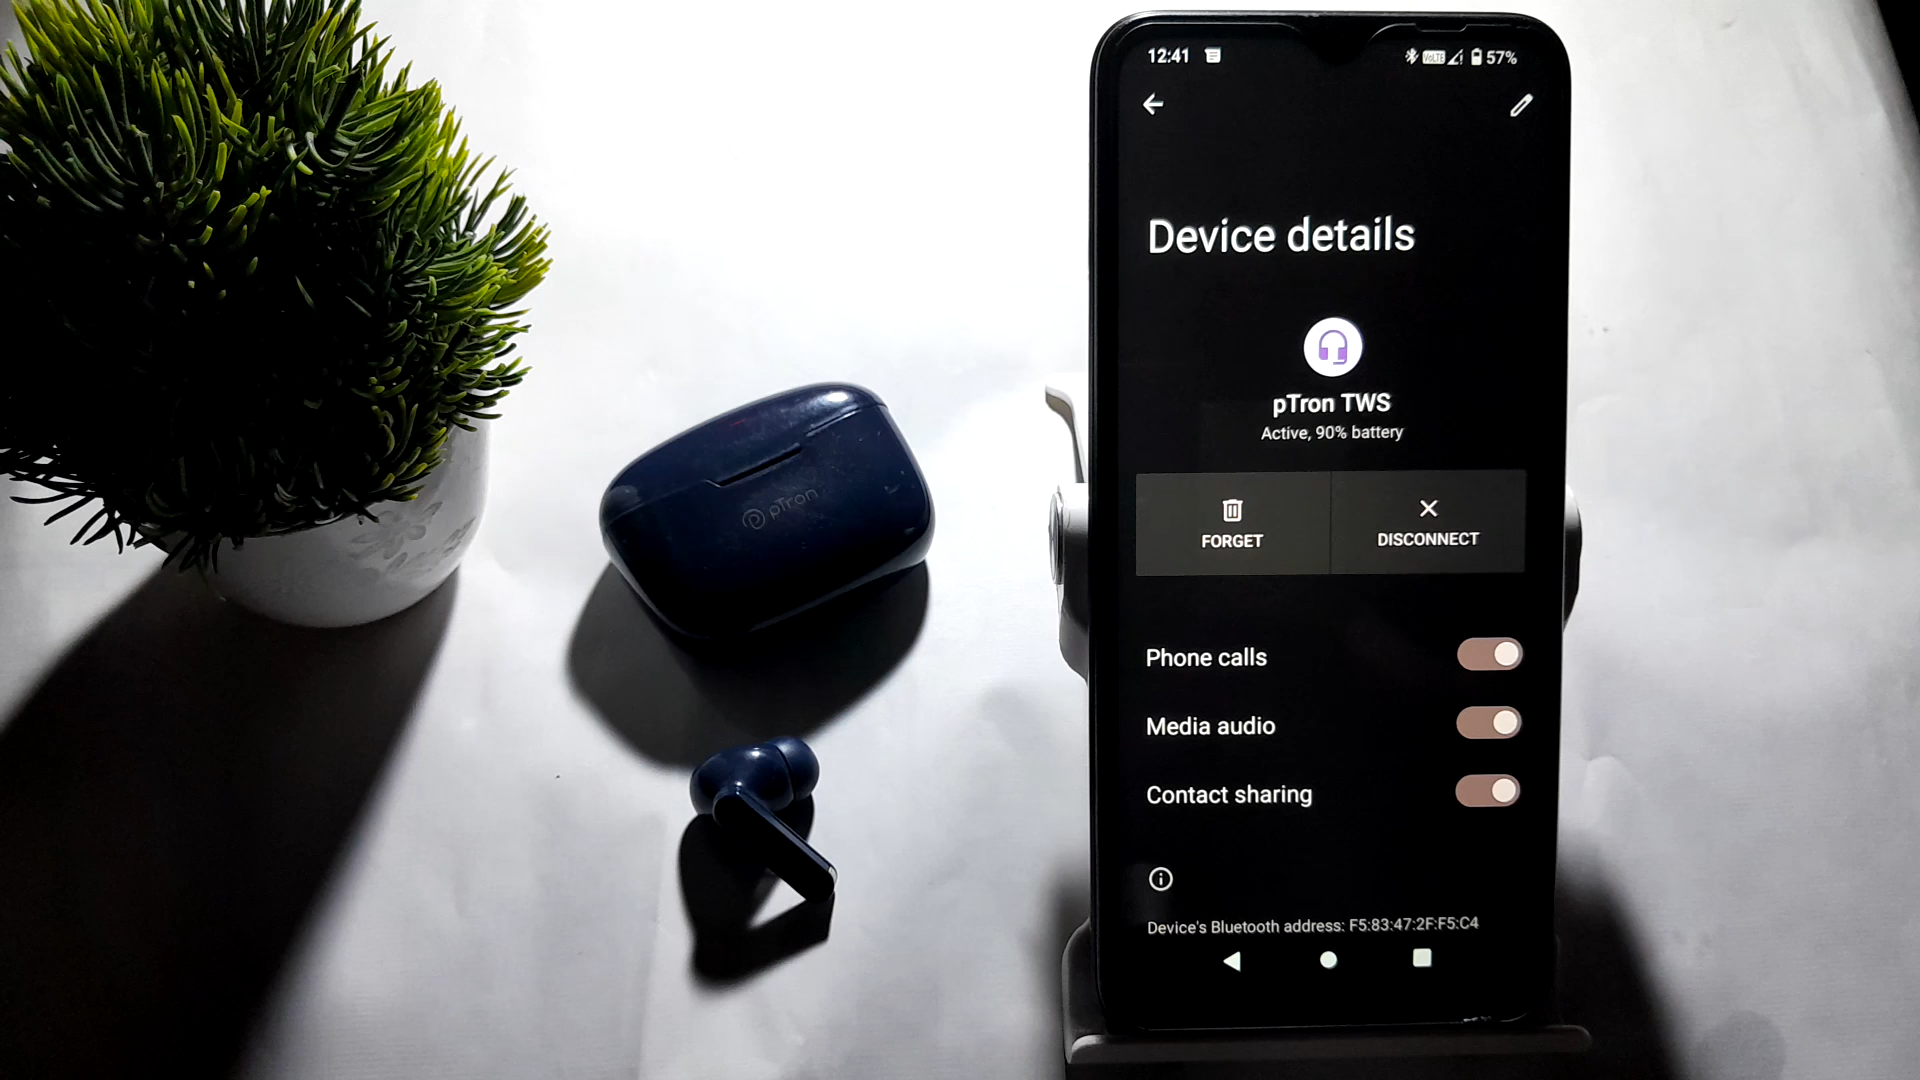 pTron
12:41 VoLTE 57%
Device details
pTron TWS
Active, 90% battery
FORGET DISCONNECT
Phone calls
Media audio
Contact sharing
Device's Bluetooth address: F5:83:47:2F:F5:C4